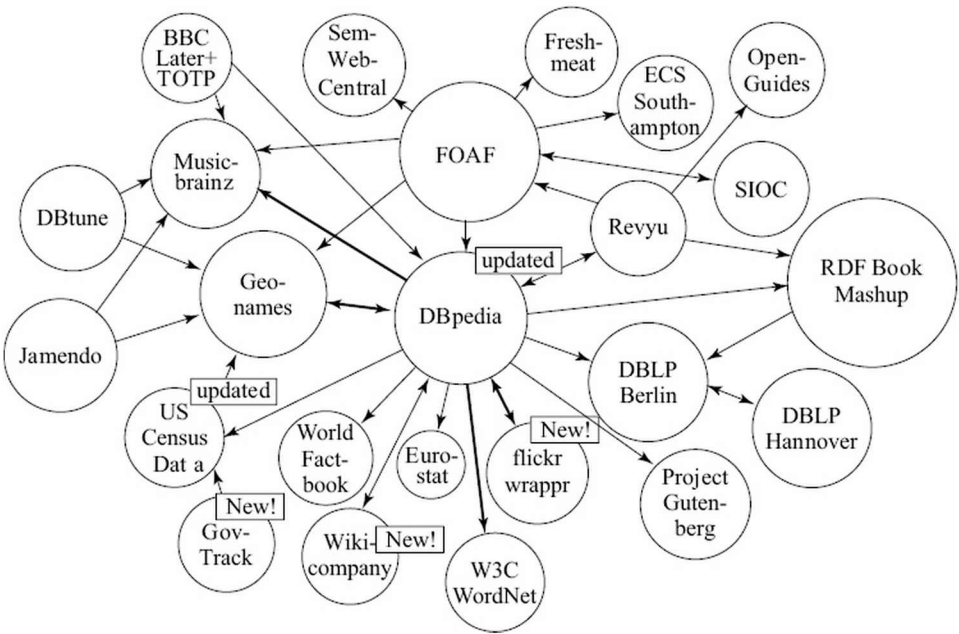 BBC
Later+
TOTP
Sem-
Web-
Central
Fresh-
meat
ECS
South-
ampton
Open-
Guides
Music-
brainz
FOAF
SIOC
DBtune
Revyu
updated
RDF Book
Mashup
Geo-
names
DBpedia
Jamendo
updated
DBLP
Berlin
US
Census
Dat a
World
Fact-
book
Euro-
stat
New!
flickr
wrappr
DBLP
Hannover
Project
Guten-
berg
New!
Gov-
Track
Wiki-
company
New!
W3C
WordNet